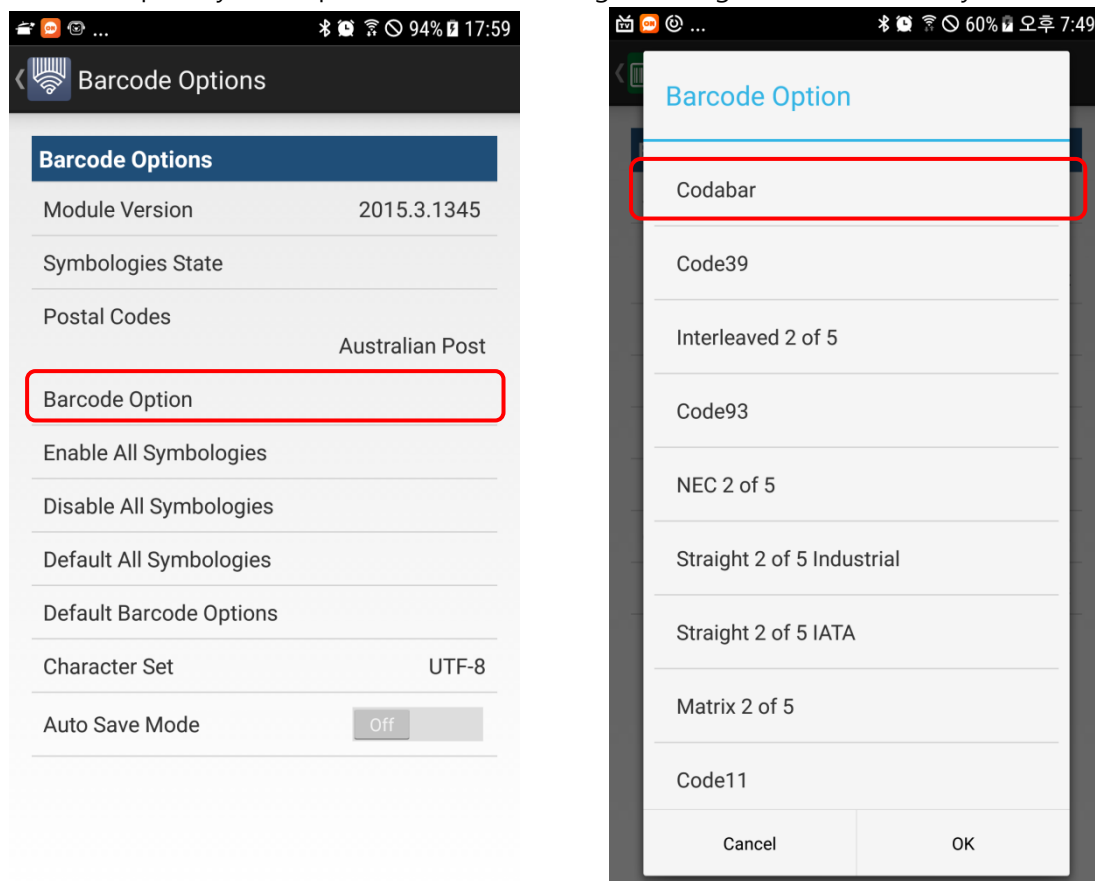 ... 94% 17:59
Barcode Options
Barcode Options
Module Version 2015.3.1345
Symbologies State
Postal Codes
Australian Post
Barcode Option
Enable All Symbologies
Disable All Symbologies
Default All Symbologies
Default Barcode Options
Character Set UTF-8
Auto Save Mode Off
... 60% 오후 7:49
Barcode Option
Codabar
Code39
Interleaved 2 of 5
Code93
NEC 2 of 5
Straight 2 of 5 Industrial
Straight 2 of 5 IATA
Matrix 2 of 5
Code11
Cancel OK